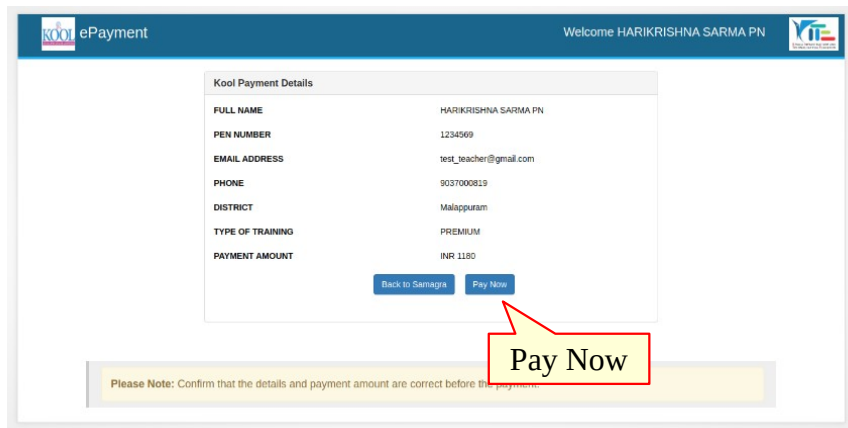 KOOL ePayment Welcome HARIKRISHNA SARMA PN
Kool Payment Details
FULL NAME HARIKRISHNA SARMA PN
PEN NUMBER 1234569
EMAIL ADDRESS test_teacher@gmail.com
PHONE 9037000819
DISTRICT Malappuram
TYPE OF TRAINING PREMIUM
PAYMENT AMOUNT INR 1180
Back to Samagra Pay Now
Pay Now
Please Note: Confirm that the details and payment amount are correct before the payment.